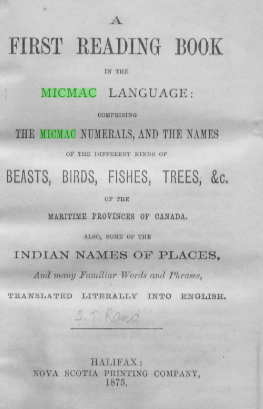 A
FIRST READING BOOK
IN THE
MICMAC LANGUAGE:
COMPRISING
THE MICMAC NUMERALS, AND THE NAMES
OF THE DIFFERENT KINDS OF
BEASTS, BIRDS, FISHES, TREES, &c.
OF THE
MARITIME PROVINCES OF CANADA.
ALSO, SOME OF THE
INDIAN NAMES OF PLACES,
And many Familiar Words and Phrases,
TRANSLATED LITERALLY INTO ENGLISH.
S. T. Rand
HALIFAX:
NOVA SCOTIA PRINTING COMPANY,
1875.